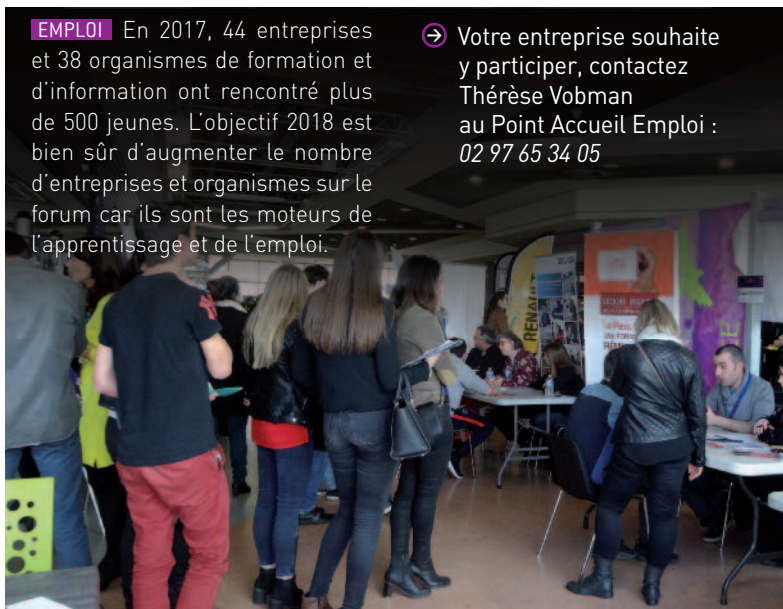 EMPLOI En 2017, 44 entreprises
et 38 organismes de formation et
d'information ont rencontré plus
de 500 jeunes. L'objectif 2018 est
bien sûr d'augmenter le nombre
d'entreprises et organismes sur le
forum car ils sont les moteurs de
l'apprentissage et de l'emploi.
Votre entreprise souhaite
y participer, contactez
Thérèse Vobman
au Point Accueil Emploi :
02 97 65 34 05
RENAULT